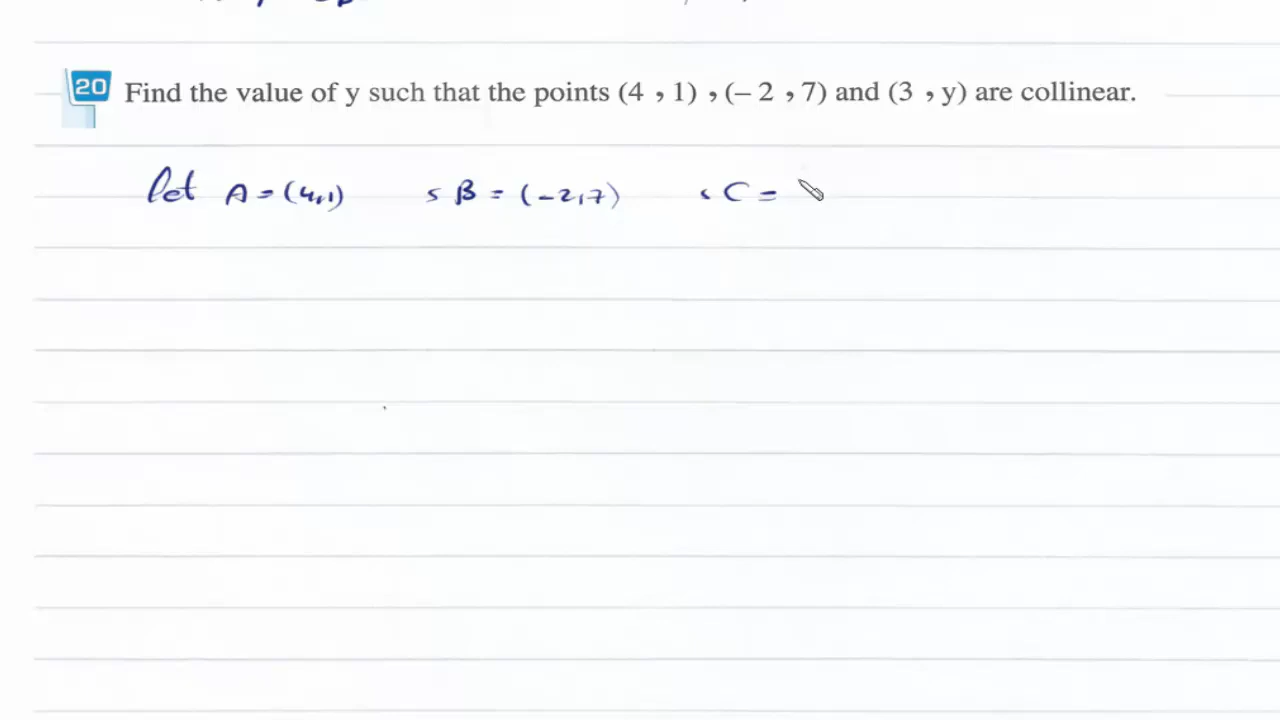 20 Find the value of y such that the points (4 , 1) , (– 2 , 7) and (3 , y) are collinear.
let A = (4,1) , B = (-2,7) , C =